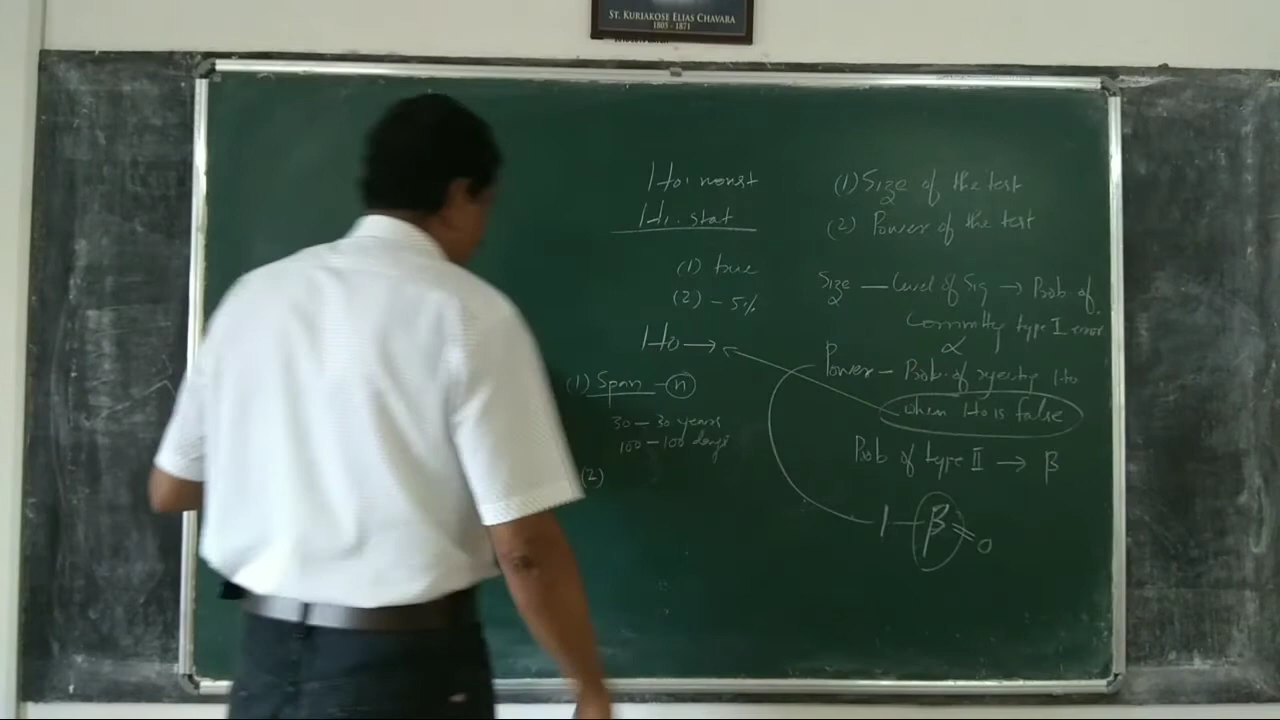 ST. KURIAKOSE ELIAS CHAVARA
1805 - 1871
H0: nonst
H1: stat
(1) true
(2) - 5%
H0 →
(1) Span - n
30 - 30 years
100 - 100 days
(2)
(1) Size of the test
(2) Power of the test
Size — Level of Sig → Prob. of
Committg type I error
α
Power — Prob. of rejecting H0
when H0 is false
Prob of type II → β
1 - β = 0